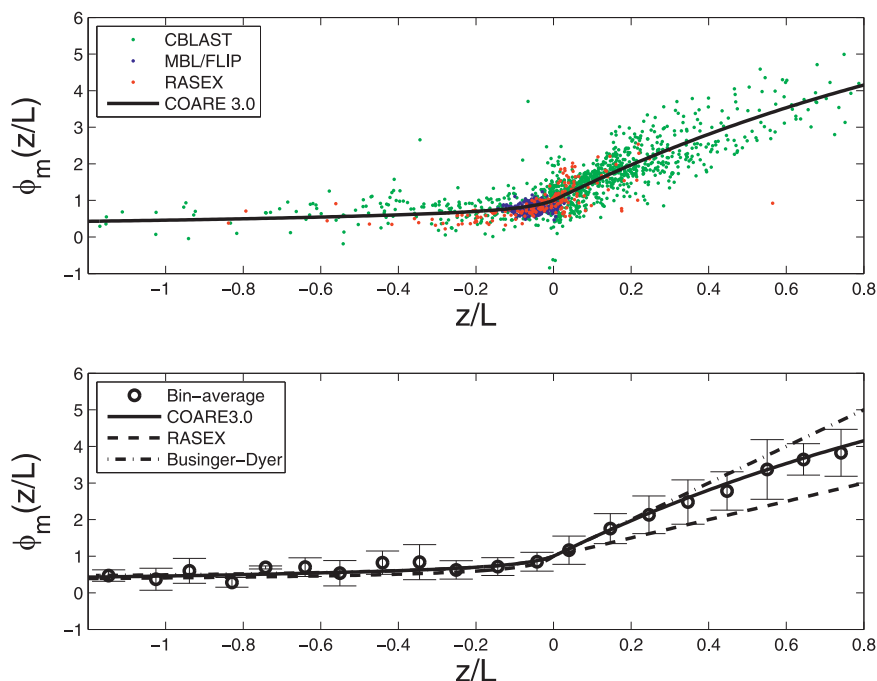 6
5
4
3
2
1
0
−1
CBLAST
MBL/FLIP
RASEX
COARE 3.0
ϕm(z/L)
−1 −0.8 −0.6 −0.4 −0.2 0 0.2 0.4 0.6 0.8
z/L
6
5
4
3
2
1
0
−1
Bin−average
COARE3.0
RASEX
Businger−Dyer
ϕm(z/L)
−1 −0.8 −0.6 −0.4 −0.2 0 0.2 0.4 0.6 0.8
z/L